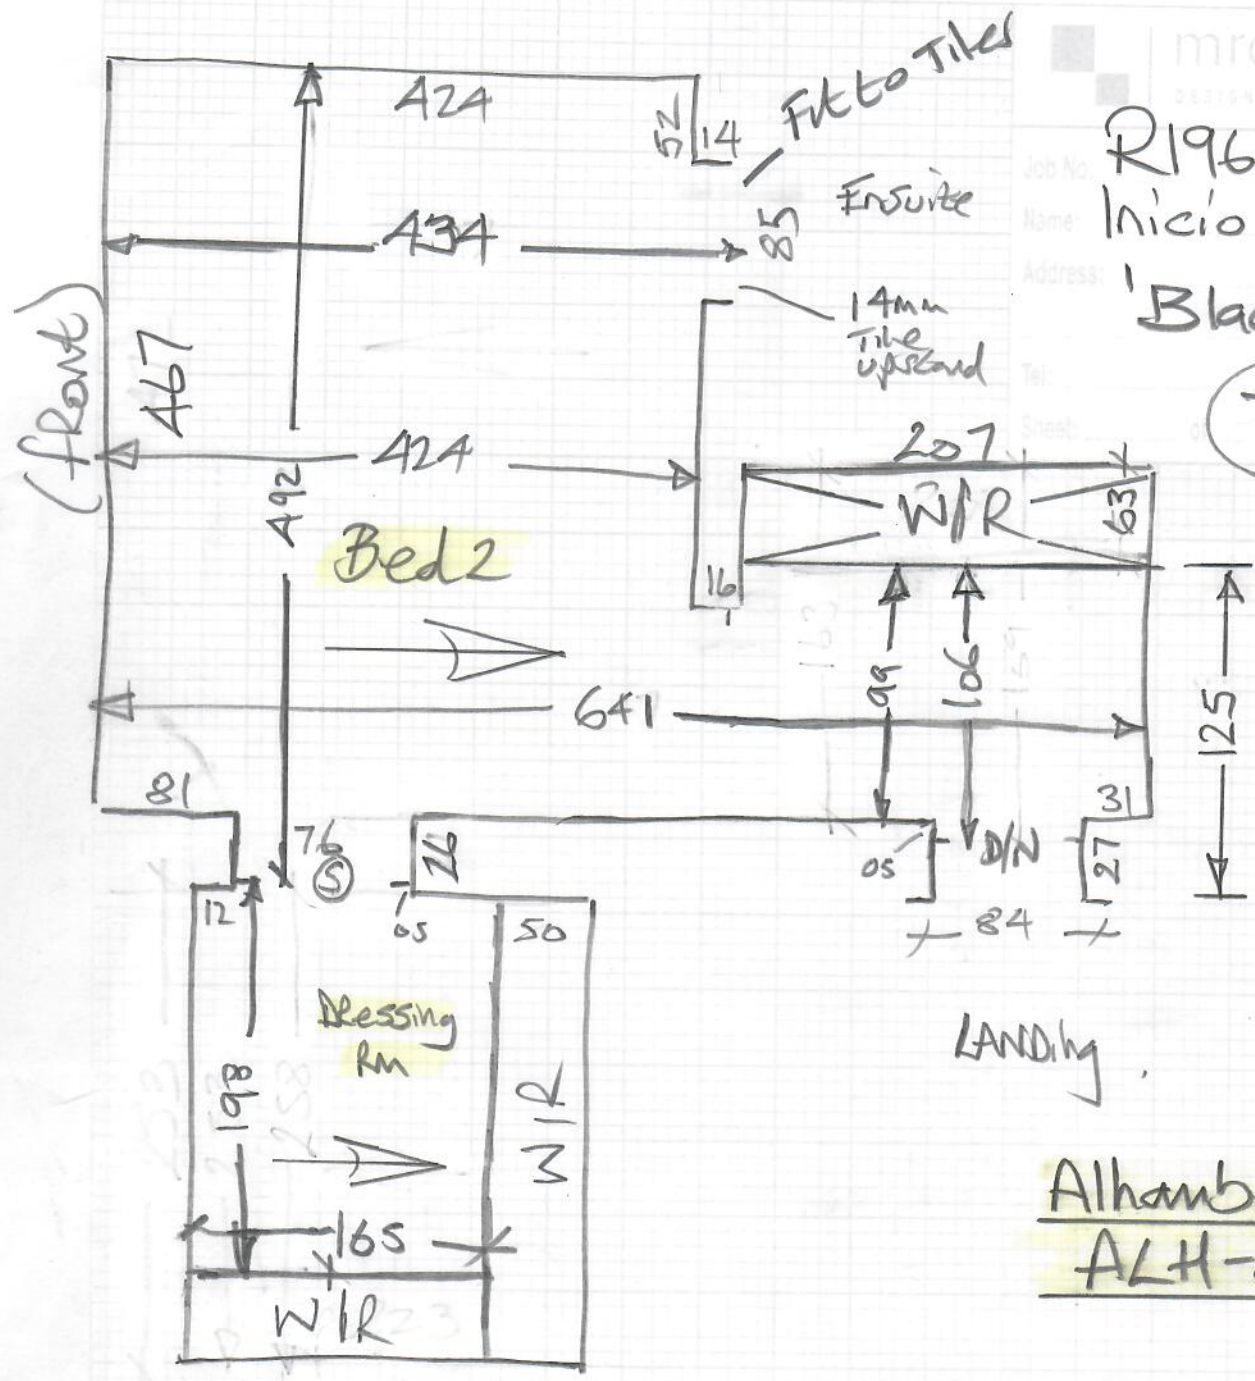 424
52
14
Fit to Tiles
mr
DESIGN
Job No.
R196
Name:
Inicio
Address:
'Bla
Ensuite
85
434
14mm
Tile
upstand
Tel:
Sheet:
of
(front)
467
424
492
207
W/R
63
Bed 2
16
99
106
125
641
81
76
S
26
31
05
D/N
27
12
05
50
84
Dressing
Rm
LANDing
198
W/R
165
W/R
Alhamb
ALH-